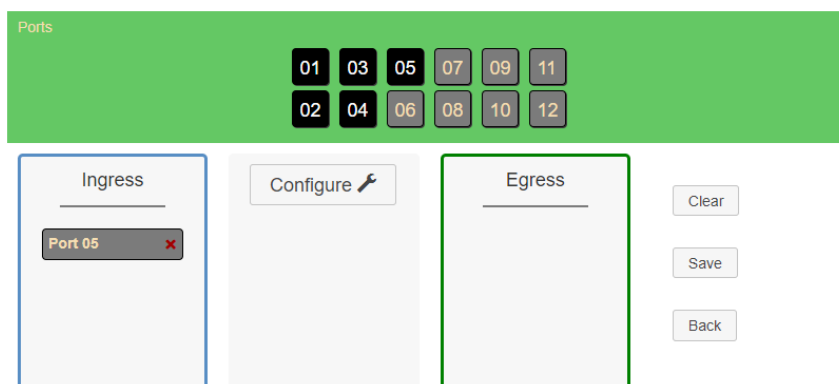 Ports
01 03 05 07 09 11
02 04 06 08 10 12
Ingress
Configure
Egress
Port 05
Clear
Save
Back